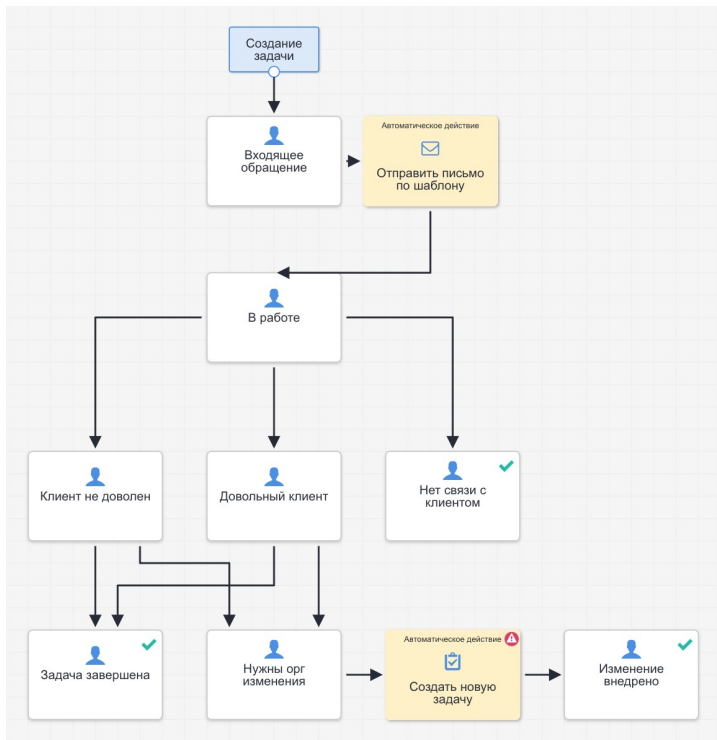 Создание
задачи
Входящее
обращение
Автоматическое действие
Отправить письмо
по шаблону
В работе
Клиент не доволен
Довольный клиент
Нет связи с
клиентом
Задача завершена
Нужны орг
изменения
Автоматическое действие
Создать новую
задачу
Изменение
внедрено